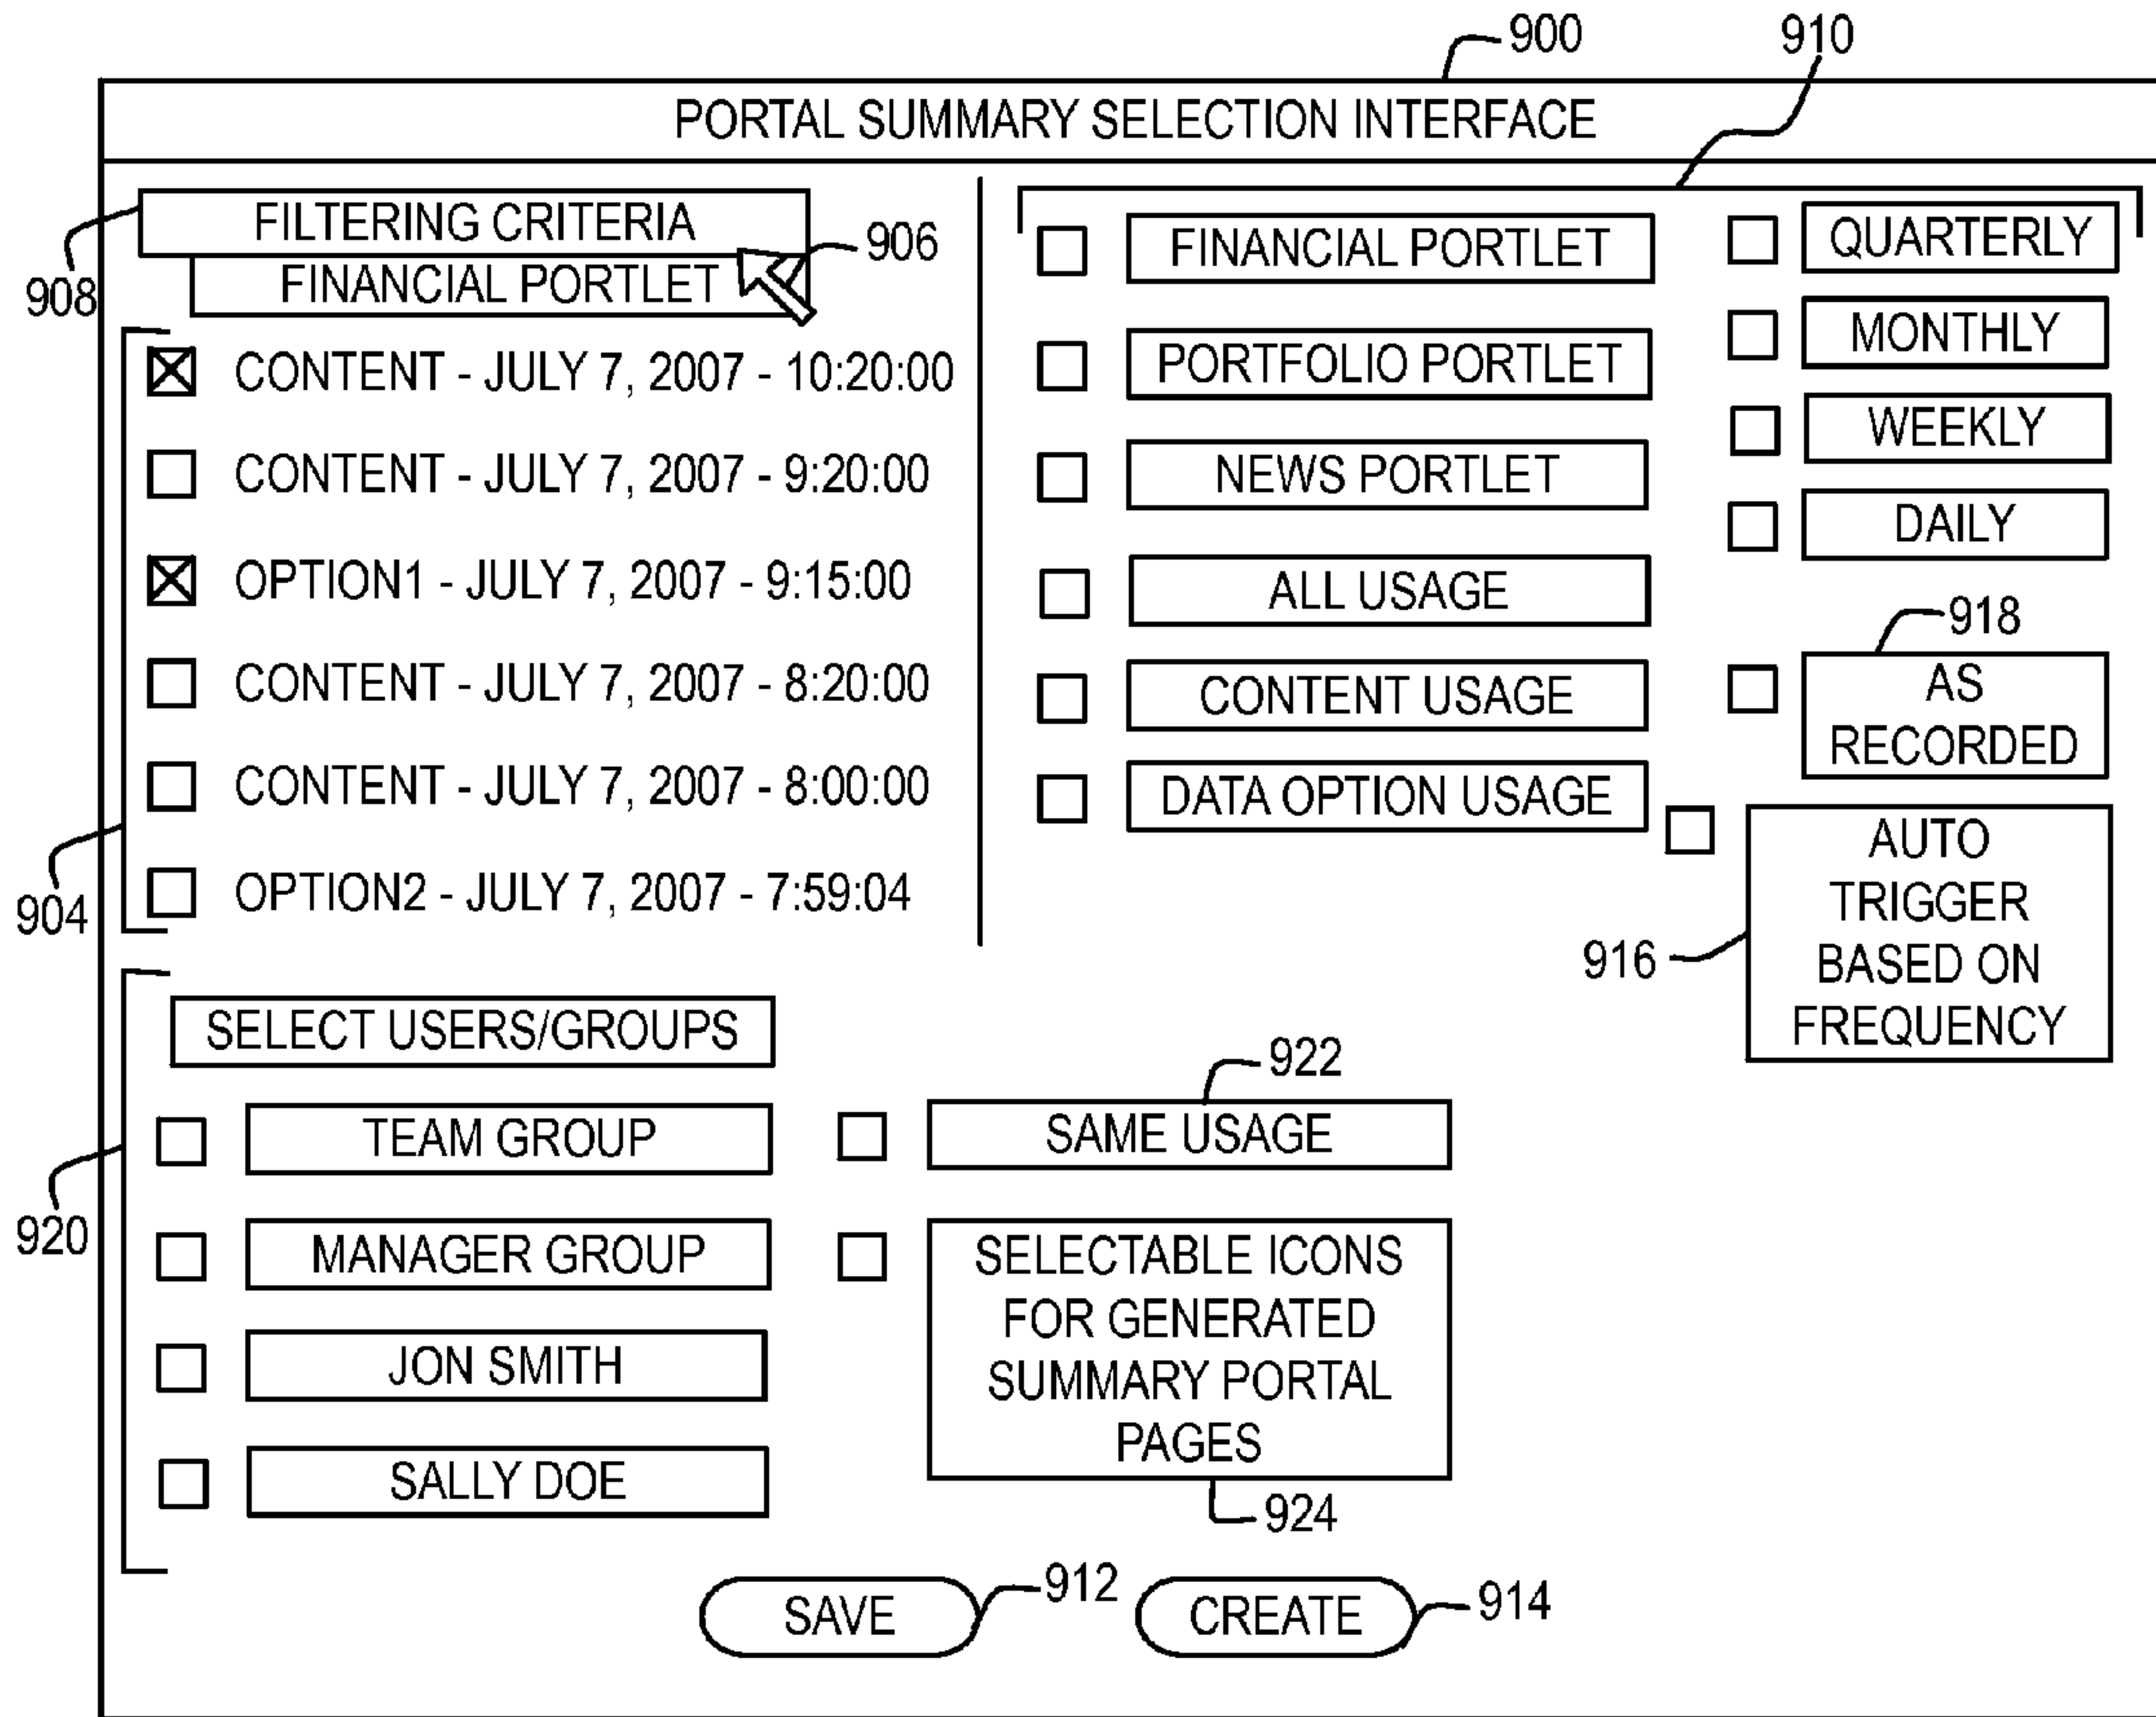 900
910
PORTAL SUMMARY SELECTION INTERFACE
FILTERING CRITERIA
906
FINANCIAL PORTLET
908
CONTENT - JULY 7, 2007 - 10:20:00
CONTENT - JULY 7, 2007 - 9:20:00
OPTION1 - JULY 7, 2007 - 9:15:00
CONTENT - JULY 7, 2007 - 8:20:00
CONTENT - JULY 7, 2007 - 8:00:00
OPTION2 - JULY 7, 2007 - 7:59:04
904
FINANCIAL PORTLET
PORTFOLIO PORTLET
NEWS PORTLET
ALL USAGE
CONTENT USAGE
DATA OPTION USAGE
QUARTERLY
MONTHLY
WEEKLY
DAILY
918
AS
RECORDED
AUTO
TRIGGER
BASED ON
FREQUENCY
916
SELECT USERS/GROUPS
TEAM GROUP
MANAGER GROUP
JON SMITH
SALLY DOE
920
922
SAME USAGE
SELECTABLE ICONS
FOR GENERATED
SUMMARY PORTAL
PAGES
924
SAVE
912
CREATE
914